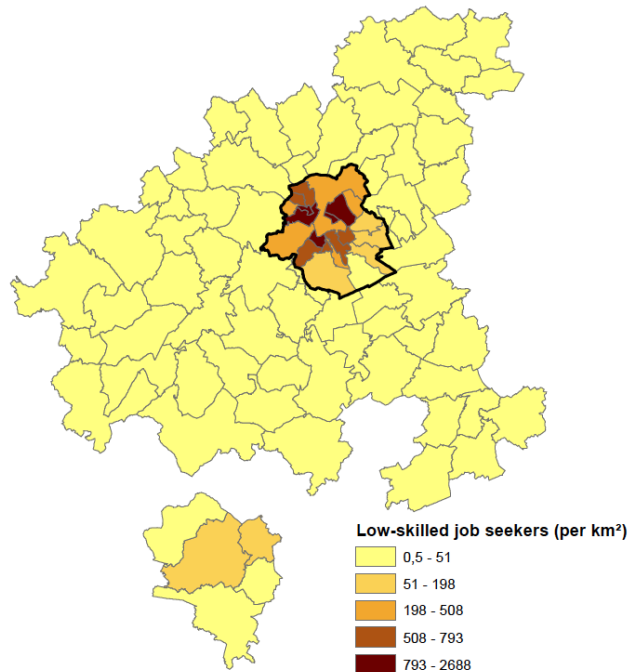 Low-skilled job seekers (per km²)
0,5 - 51
51 - 198
198 - 508
508 - 793
793 - 2688